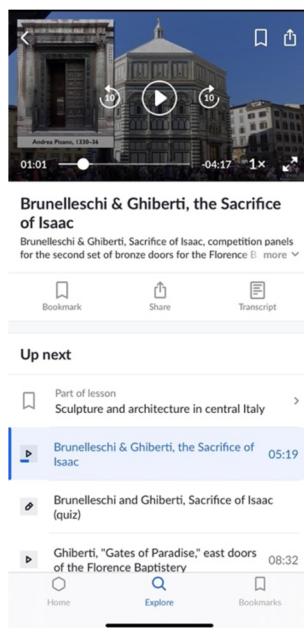 10
10
Andrea Pisano, 1330-36
01:01
-04:17
1×
Brunelleschi & Ghiberti, the Sacrifice
of Isaac
Brunelleschi & Ghiberti, Sacrifice of Isaac, competition panels
for the second set of bronze doors for the Florence B more
Bookmark
Share
Transcript
Up next
Part of lesson
Sculpture and architecture in central Italy
Brunelleschi & Ghiberti, the Sacrifice of
Isaac
05:19
Brunelleschi and Ghiberti, Sacrifice of Isaac
(quiz)
Ghiberti, "Gates of Paradise," east doors
of the Florence Baptistery
08:32
Home
Explore
Bookmarks